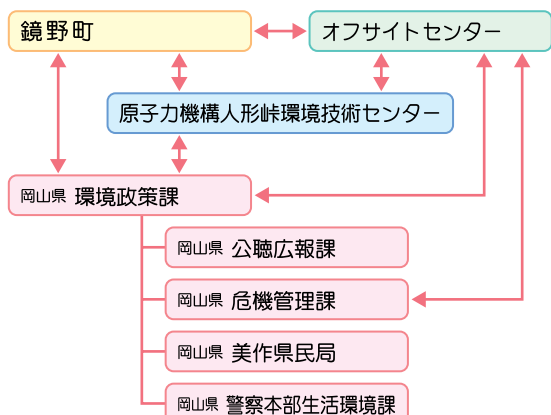 鏡野町
オフサイトセンター
原子力機構人形峠環境技術センター
岡山県 環境政策課
岡山県 公聴広報課
岡山県 危機管理課
岡山県 美作県民局
岡山県 警察本部生活環境課